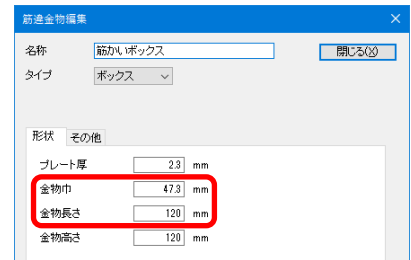 筋違金物編集 ×
名称 筋かいボックス 閉じる(X)
タイプ ボックス
形状 その他
プレート厚 2.3 mm
金物巾 47.3 mm
金物長さ 120 mm
金物高さ 120 mm